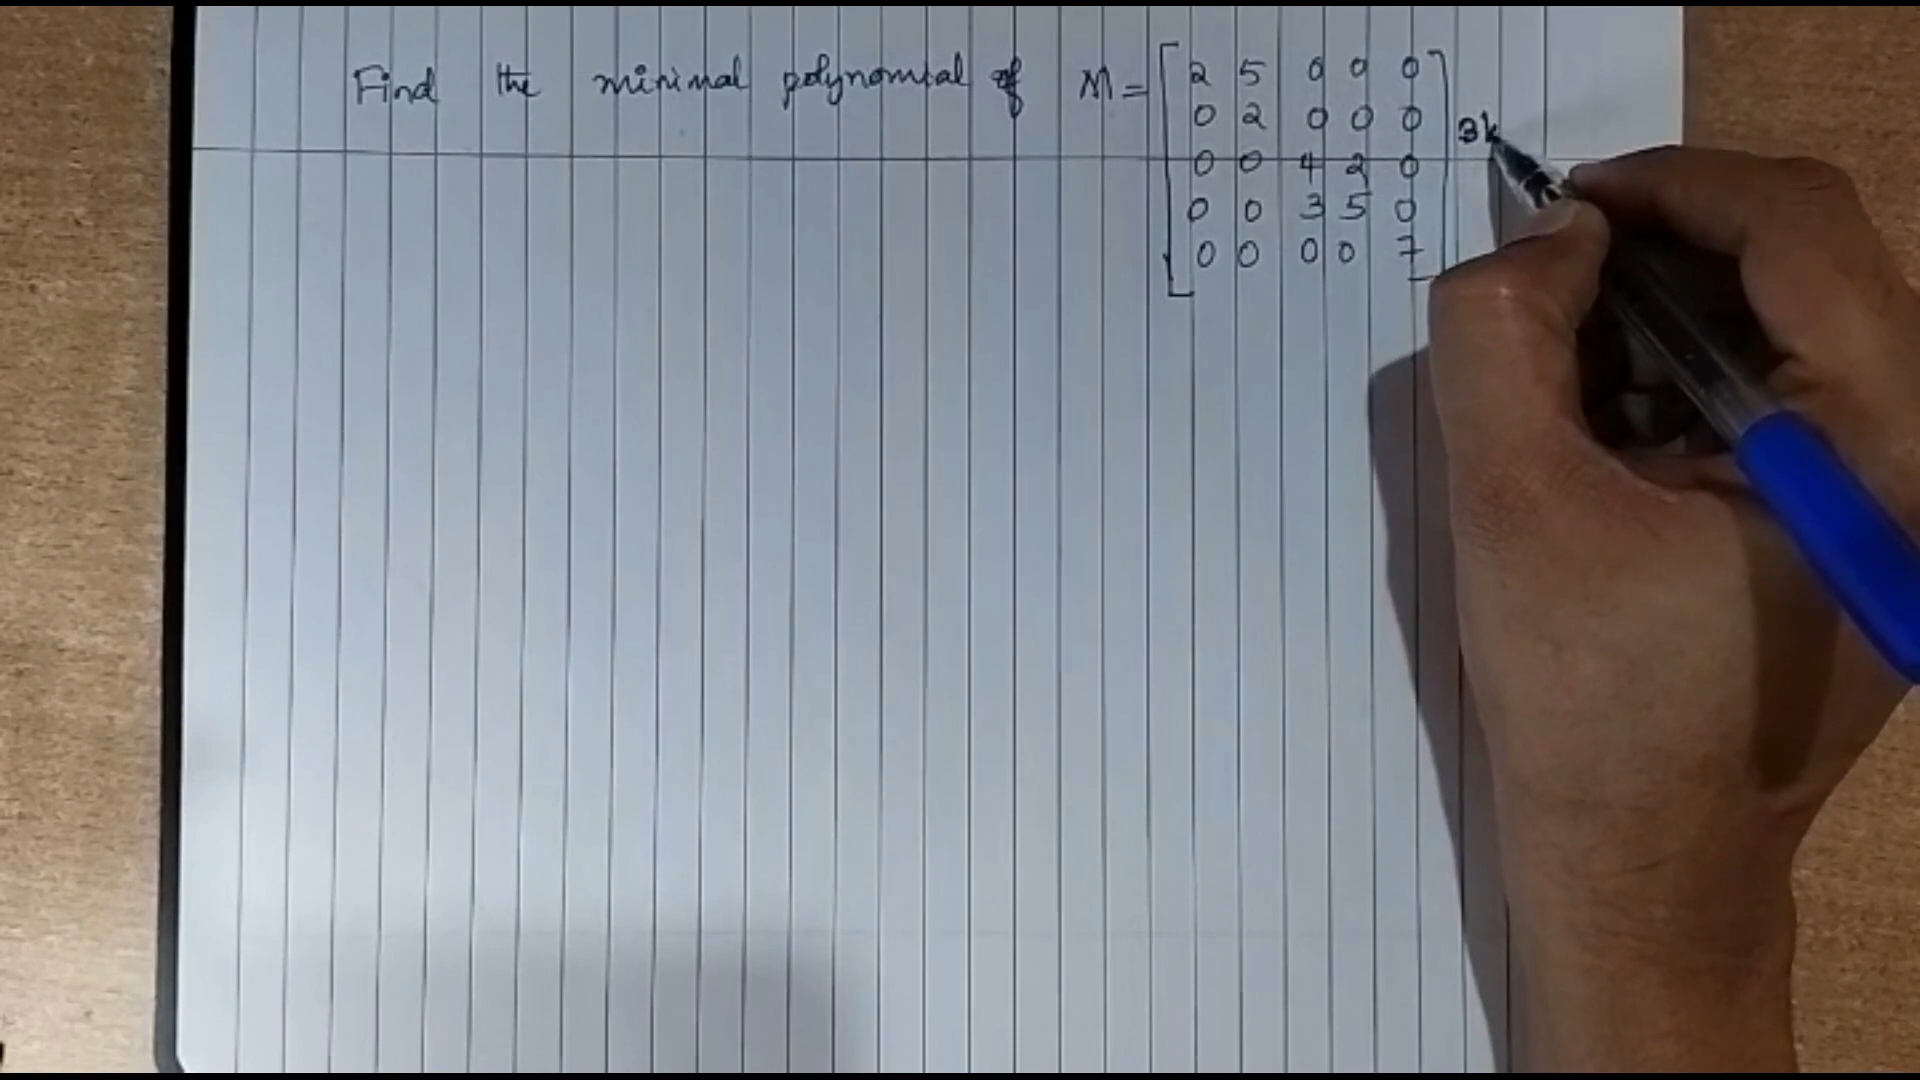 Find the minimal polynomial of M = [2 5 0 0 0
0 2 0 0 0
0 0 4 2 0
0 0 3 5 0
0 0 0 0 7]